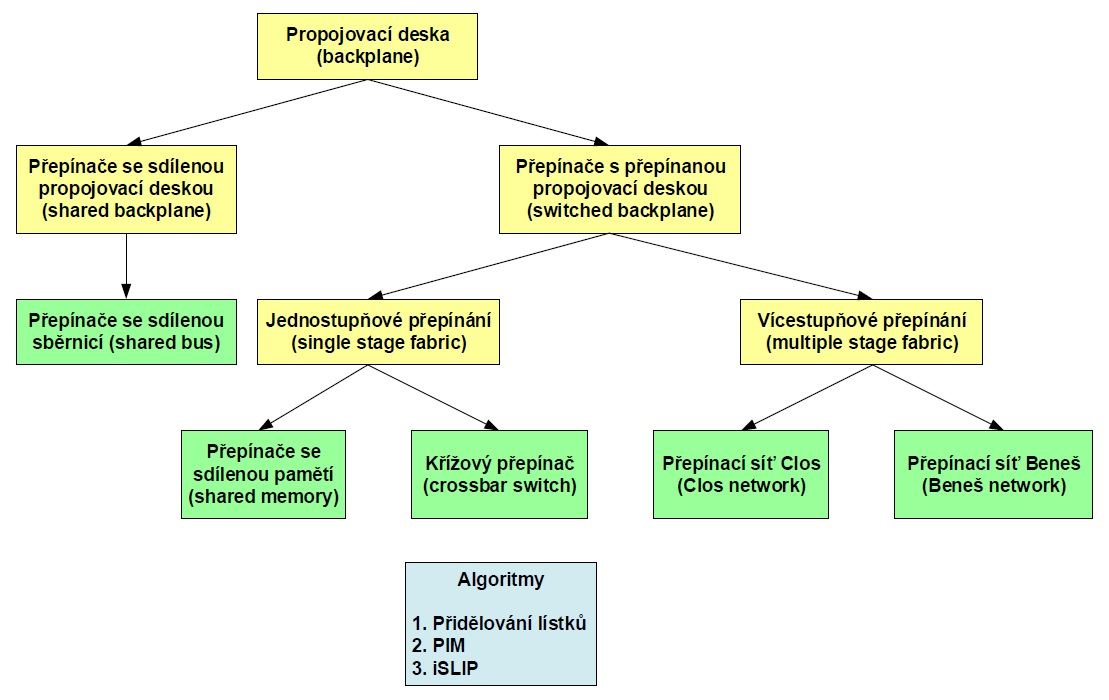 Propojovací deska
(backplane)
Přepínače se sdílenou
propojovací deskou
(shared backplane)
Přepínače s přepínanou
propojovací deskou
(switched backplane)
Přepínače se sdílenou
sběrnicí (shared bus)
Jednostupňové přepínání
(single stage fabric)
Vícestupňové přepínání
(multiple stage fabric)
Přepínače se
sdílenou pamětí
(shared memory)
Křížový přepínač
(crossbar switch)
Přepínací síť Clos
(Clos network)
Přepínací síť Beneš
(Beneš network)
Algoritmy
1. Přidělování lístků
2. PIM
3. iSLIP